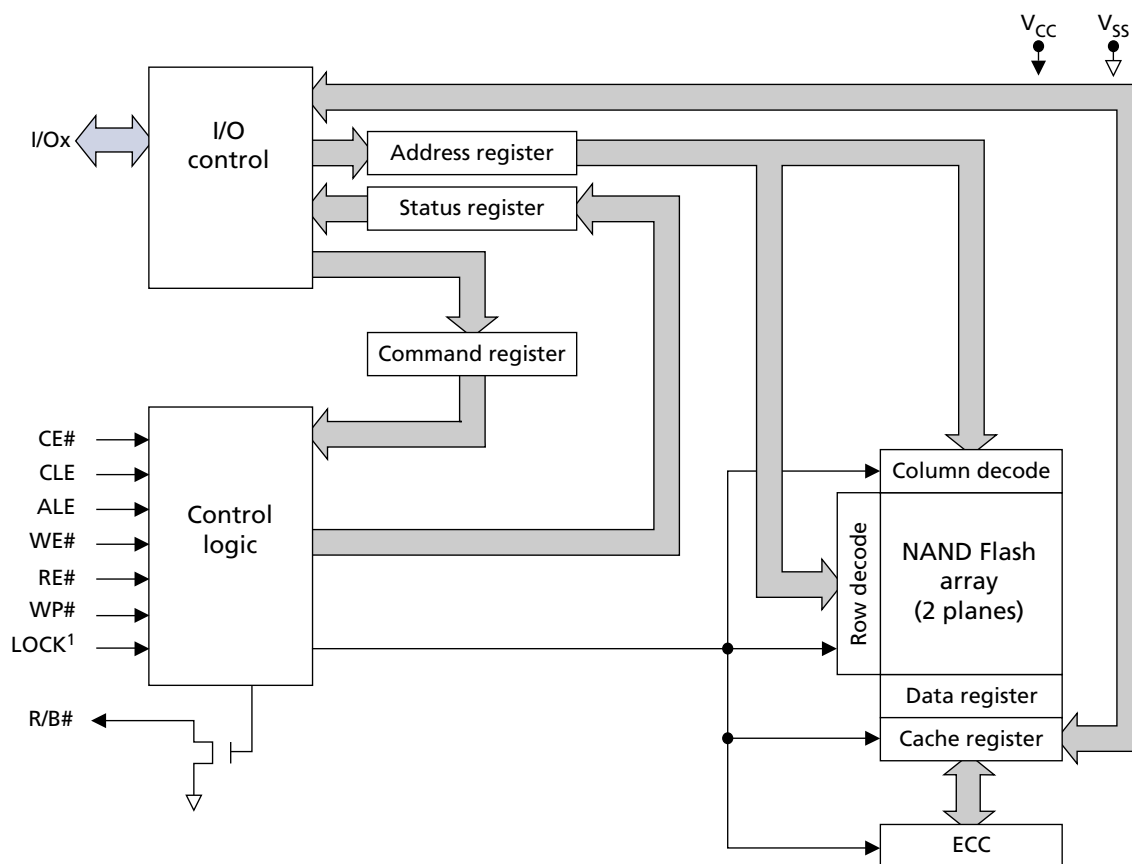 V_CC
V_SS
I/Ox
I/O
control
Address register
Status register
Command register
CE#
CLE
ALE
WE#
RE#
WP#
LOCK¹
R/B#
Control
logic
Column decode
Row decode
NAND Flash
array
(2 planes)
Data register
Cache register
ECC